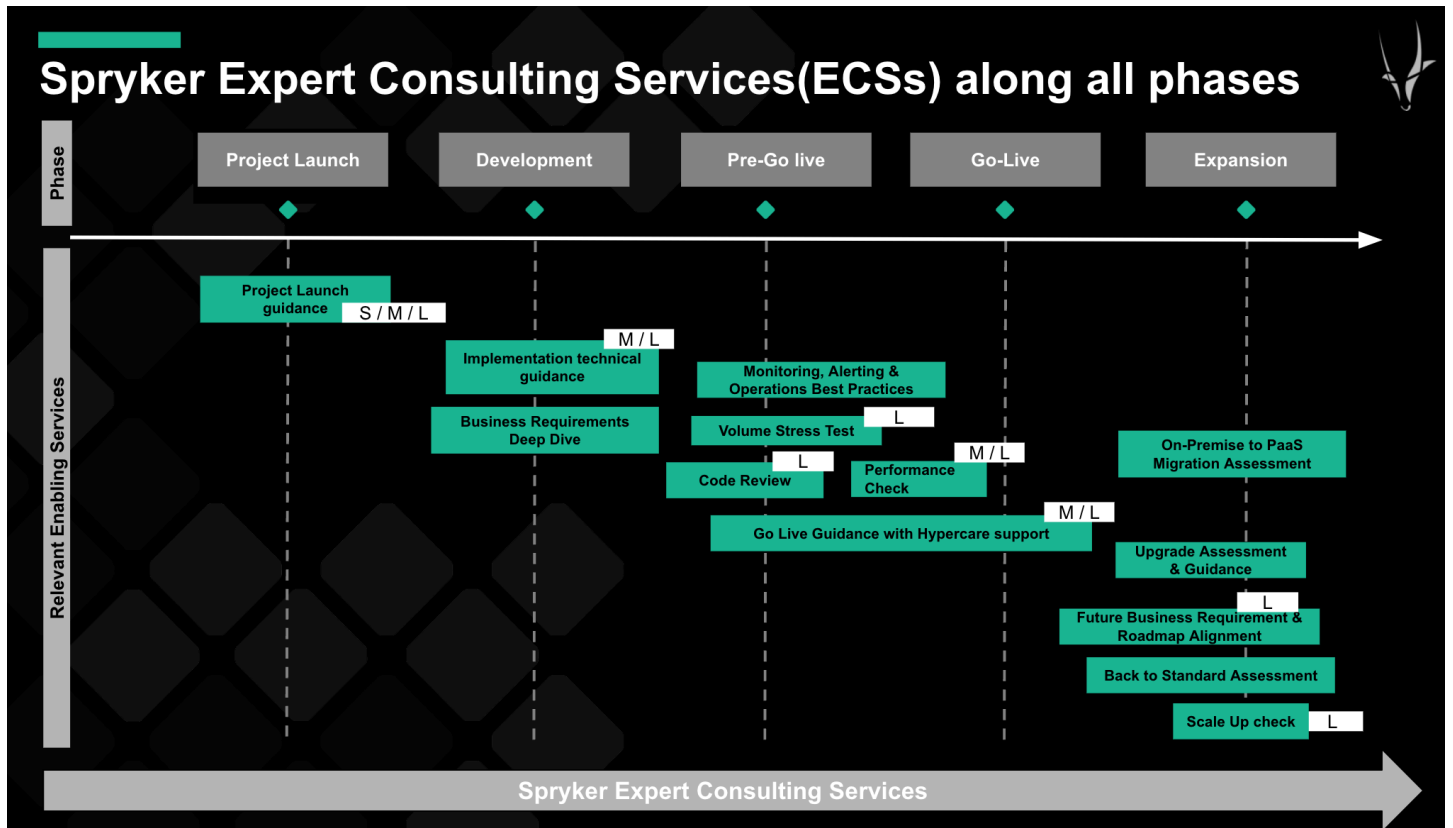 Spryker Expert Consulting Services(ECSs) along all phases
Phase
Project Launch
Development
Pre-Go live
Go-Live
Expansion
Relevant Enabling Services
Project Launch
guidance
S / M / L
M / L
Implementation technical
guidance
Business Requirements
Deep Dive
Monitoring, Alerting &
Operations Best Practices
L
Volume Stress Test
L
Code Review
M / L
Performance
Check
M / L
Go Live Guidance with Hypercare support
On-Premise to PaaS
Migration Assessment
Upgrade Assessment
& Guidance
L
Future Business Requirement &
Roadmap Alignment
Back to Standard Assessment
Scale Up check
L
Spryker Expert Consulting Services